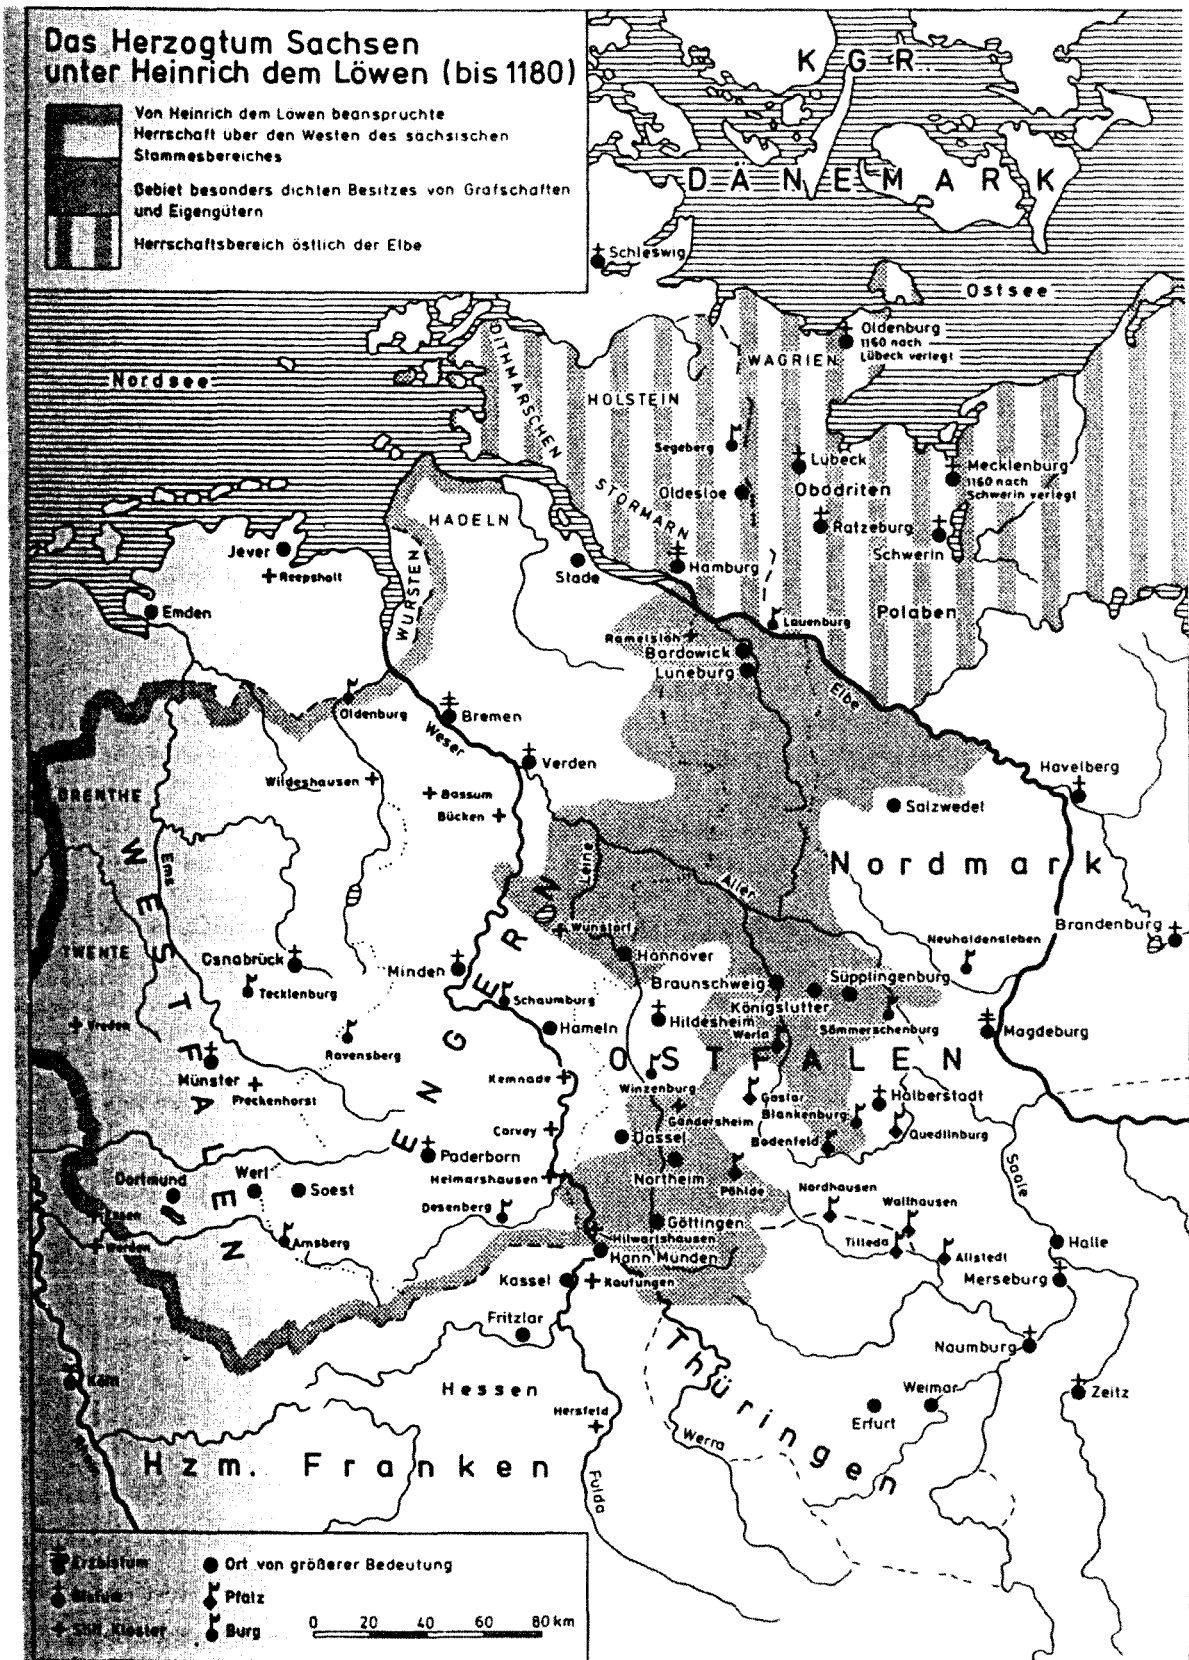 Das Herzogtum Sachsen
unter Heinrich dem Löwen (bis 1180)
Von Heinrich dem Löwen beanspruchte
Herrschaft über den Westen des sächsischen
Stammesbereiches
Gebiet besonders dichten Besitzes von Grafschaften
und Eigengütern
Herrschaftsbereich östlich der Elbe
KGR.
DÄNEMARK
Schleswig
Ostsee
Nordsee
DITHMARSCHEN
HOLSTEIN
WAGRIEN
Oldenburg
1160 nach
Lübeck verlegt
Segeberg
Lübeck
Mecklenburg
1160 nach
Schwerin verlegt
Oldesloe
Obodriten
STORMARN
Ratzeburg
Schwerin
HADELN
Jever
Reepsholt
Stade
Hamburg
WURSTEN
Emden
Polaben
Lauenburg
Ramelsloh
Bardowick
Lüneburg
Elbe
Oldenburg
Bremen
Weser
Verden
Havelberg
Wildeshausen
Bassum
Bücken
Salzwedel
DRENTHE
Ems
Leine
Aller
Nordmark
WESTFALEN
ENGERN
Brandenburg
Wunstorf
TWENTE
Osnabrück
Tecklenburg
Minden
Hannover
Neuhaldensleben
Braunschweig
Süpplingenburg
Königslutter
Schaumburg
Vreden
Ravensberg
Hameln
Hildesheim
Werla
Sömmerschenburg
Magdeburg
OSTFALEN
Münster
Freckenhorst
Kemnade
Winzenburg
Goslar
Blankenburg
Halberstadt
Gandersheim
Corvey
Dassel
Bodenfeld
Quedlinburg
Paderborn
Dortmund
Werl
Soest
Helmarshausen
Northeim
Pöhlde
Nordhausen
Wallhausen
Saale
Essen
Desenberg
Göttingen
Werden
Arnsberg
Hilwartshausen
Tilleda
Allstedt
Halle
Hann. Münden
Merseburg
Kassel
Kaufungen
Fritzlar
Naumburg
Köln
Hessen
Thüringen
Weimar
Zeitz
Hersfeld
Erfurt
Werra
Hzm. Franken
Fulda
Erzbistum
Bistum
Stift, Kloster
Ort von größerer Bedeutung
Pfalz
Burg
0 20 40 60 80 km